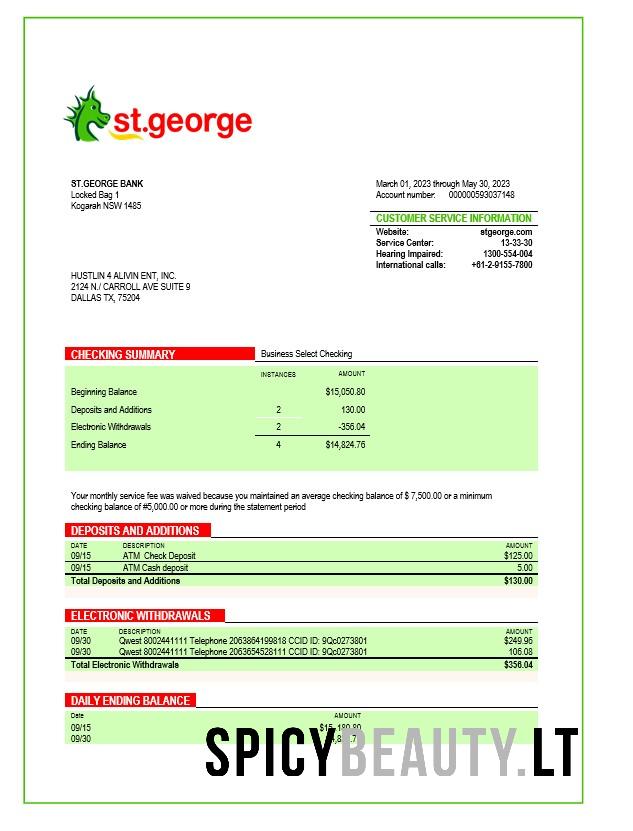 st.george
ST.GEORGE BANK
Locked Bag 1
Kogarah NSW 1485
March 01, 2023 through May 30, 2023
Account number: 000000593037148
CUSTOMER SERVICE INFORMATION
Website: stgeorge.com
Service Center: 13-33-30
Hearing Impaired: 1300-554-004
International calls: +61-2-9155-7800
HUSTLIN 4 ALIVIN ENT, INC.
2124 N./ CARROLL AVE SUITE 9
DALLAS TX, 75204
CHECKING SUMMARY Business Select Checking
INSTANCES AMOUNT
Beginning Balance $15,050.80
Deposits and Additions 2 130.00
Electronic Withdrawals 2 -356.04
Ending Balance 4 $14,824.76
Your monthly service fee was waived because you maintained an average checking balance of $ 7,500.00 or a minimum
checking balance of #5,000.00 or more during the statement period
DEPOSITS AND ADDITIONS
DATE DESCRIPTION AMOUNT
09/15 ATM Check Deposit $125.00
09/15 ATM Cash deposit 5.00
Total Deposits and Additions $130.00
ELECTRONIC WITHDRAWALS
DATE DESCRIPTION AMOUNT
09/30 Qwest 8002441111 Telephone 2063864199818 CCID ID: 9Qc0273801 $249.96
09/30 Qwest 8002441111 Telephone 2063654528111 CCID ID: 9Qc0273801 106.08
Total Electronic Withdrawals $356.04
DAILY ENDING BALANCE
Date AMOUNT
09/15
09/30
SPICYBEAUTY.LT